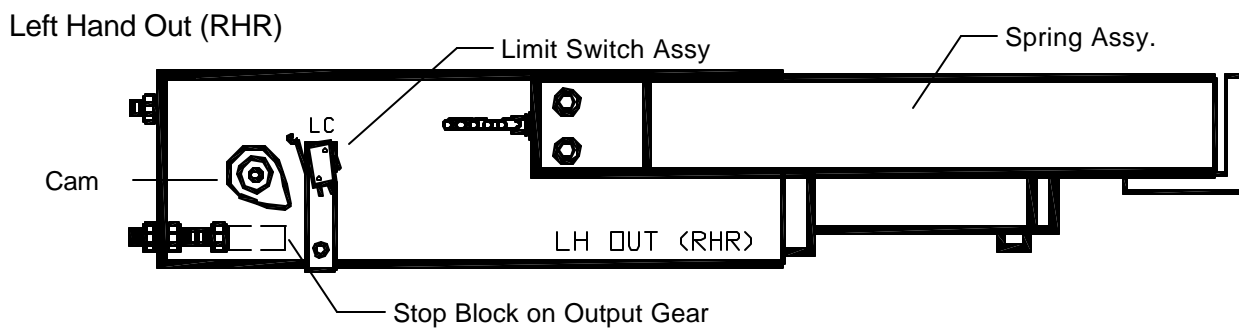 Left Hand Out (RHR)
Limit Switch Assy
Spring Assy.
LC
Cam
LH OUT (RHR)
Stop Block on Output Gear